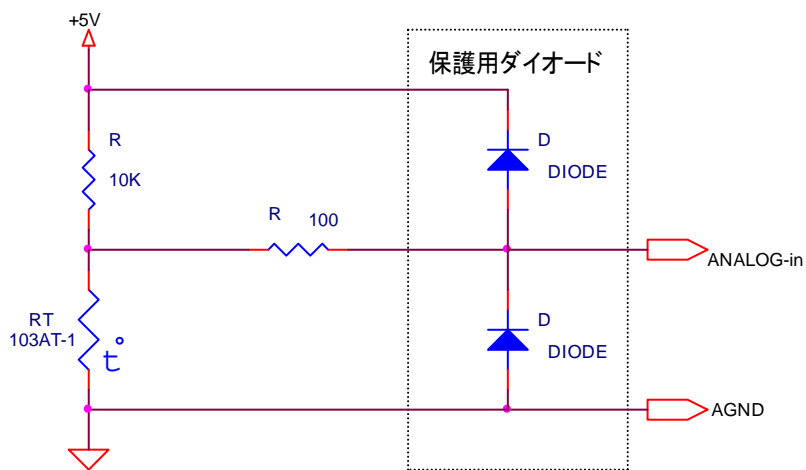 +5V
保護用ダイオード
R
10K
D
DIODE
R 100
ANALOG-in
RT
103AT-1
t°
D
DIODE
AGND